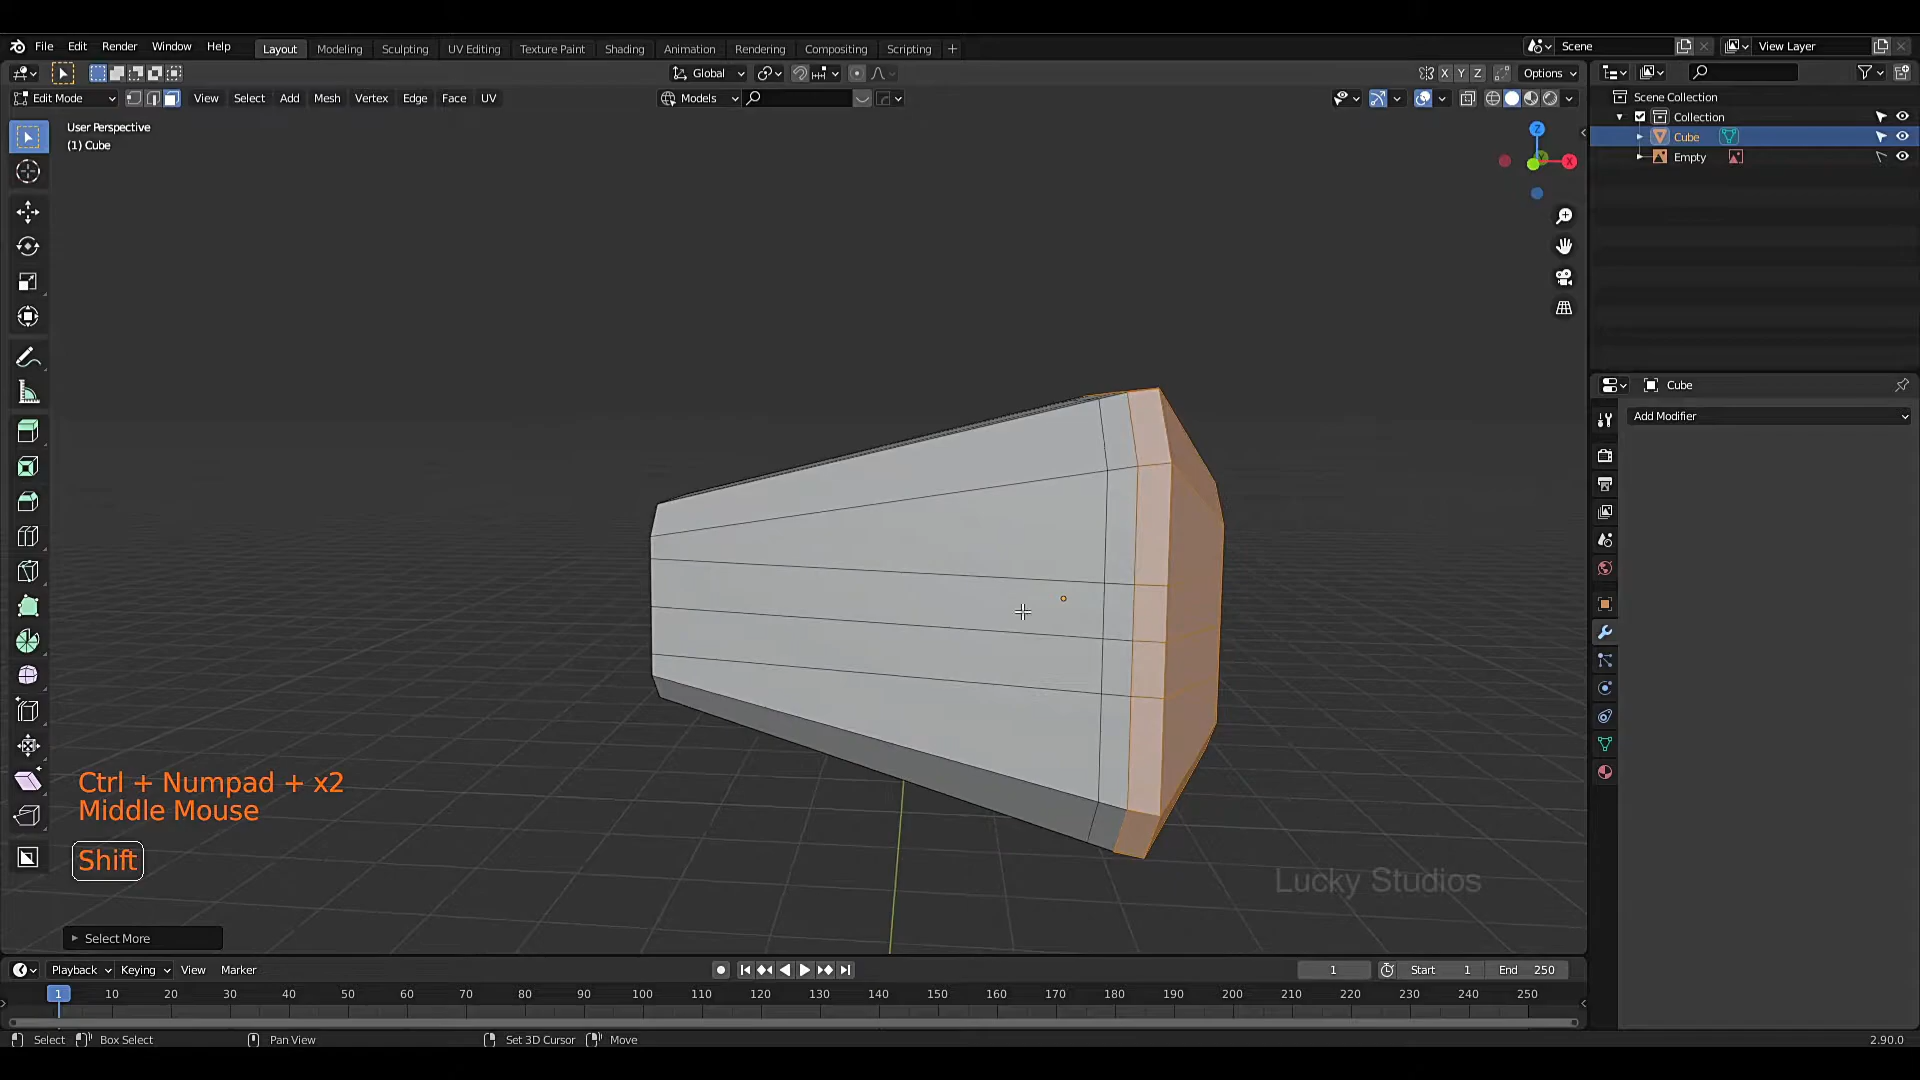 File Edit Render Window Help Layout Modeling Sculpting UV Editing Texture Paint Shading Animation Rendering Compositing Scripting + Scene View Layer
Global X Y Z Options
Edit Mode View Select Add Mesh Vertex Edge Face UV Models
Scene Collection
Collection
Cube
Empty
User Perspective
(1) Cube
Z
X
Cube
Add Modifier
Ctrl + Numpad + x2
Middle Mouse
Shift
Lucky Studios
Select More
Playback Keying View Marker 1 Start 1 End 250
1 10 20 30 40 50 60 70 80 90 100 110 120 130 140 150 160 170 180 190 200 210 220 230 240 250
Select Box Select Pan View Set 3D Cursor Move 2.90.0